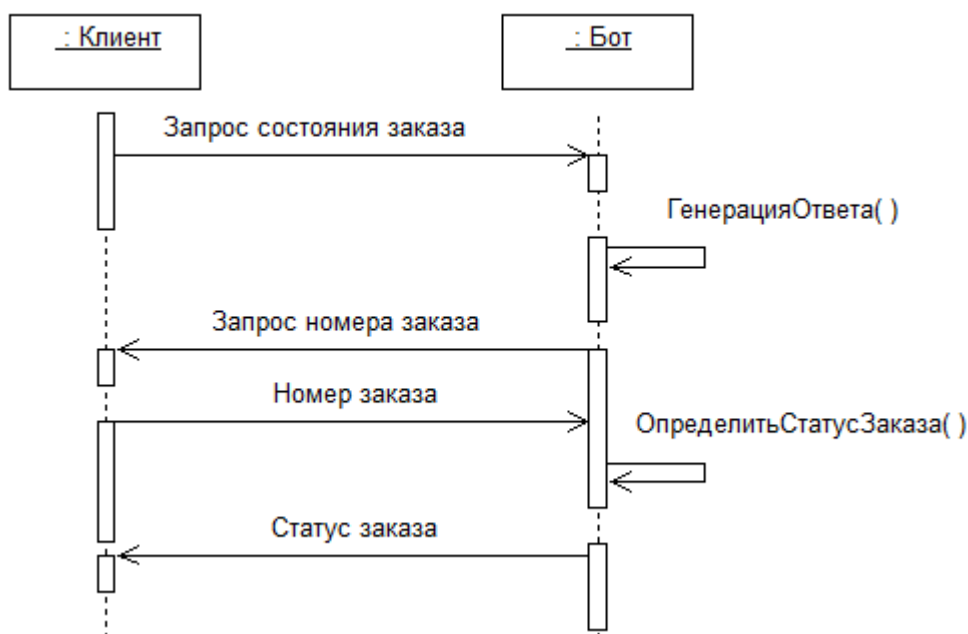 : Клиент
: Бот
Запрос состояния заказа
ГенерацияОтвета( )
Запрос номера заказа
Номер заказа
ОпределитьСтатусЗаказа( )
Статус заказа